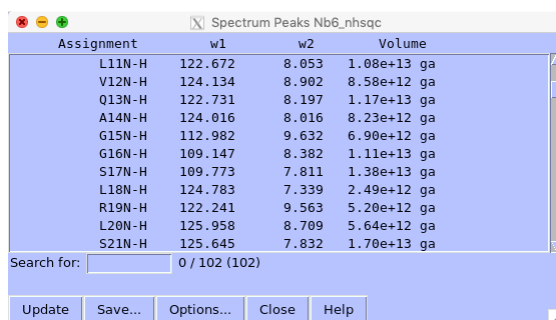 Spectrum Peaks Nb6_nhsqc
Assignment w1 w2 Volume
L11N-H 122.672 8.053 1.08e+13 ga
V12N-H 124.134 8.902 8.58e+12 ga
Q13N-H 122.731 8.197 1.17e+13 ga
A14N-H 124.016 8.016 8.23e+12 ga
G15N-H 112.982 9.632 6.90e+12 ga
G16N-H 109.147 8.382 1.11e+13 ga
S17N-H 109.773 7.811 1.38e+13 ga
L18N-H 124.783 7.339 2.49e+12 ga
R19N-H 122.241 9.563 5.20e+12 ga
L20N-H 125.958 8.709 5.64e+12 ga
S21N-H 125.645 7.832 1.70e+13 ga
Search for: 0 / 102 (102)
Update Save... Options... Close Help